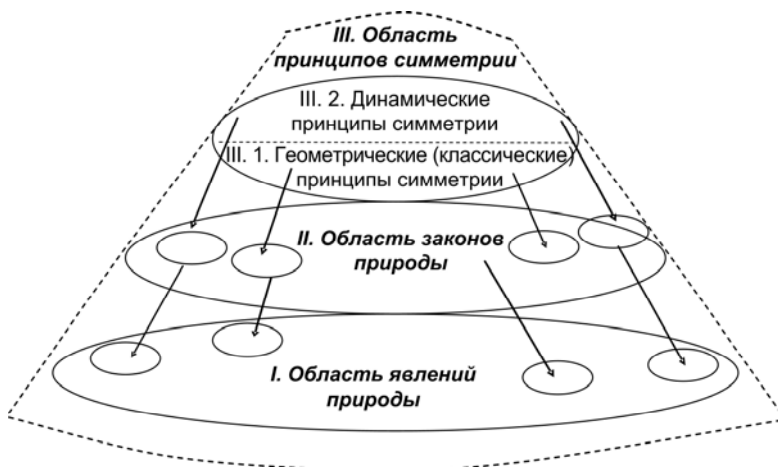 III. Область
принципов симметрии
III. 2. Динамические
принципы симметрии
III. 1. Геометрические (классические)
принципы симметрии
II. Область законов
природы
I. Область явлений
природы